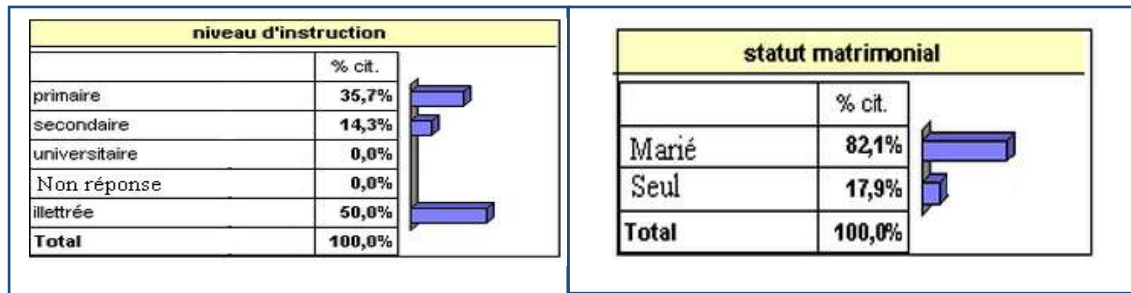 niveau d'instruction
% cit.
primaire 35,7%
secondaire 14,3%
universitaire 0,0%
Non réponse 0,0%
illettrée 50,0%
Total 100,0%
statut matrimonial
% cit.
Marié 82,1%
Seul 17,9%
Total 100,0%